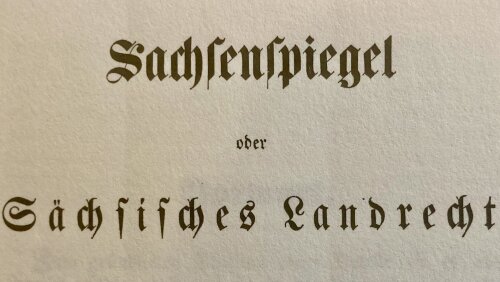 Sachſenſpiegel
oder
Sächſiſches Landrecht